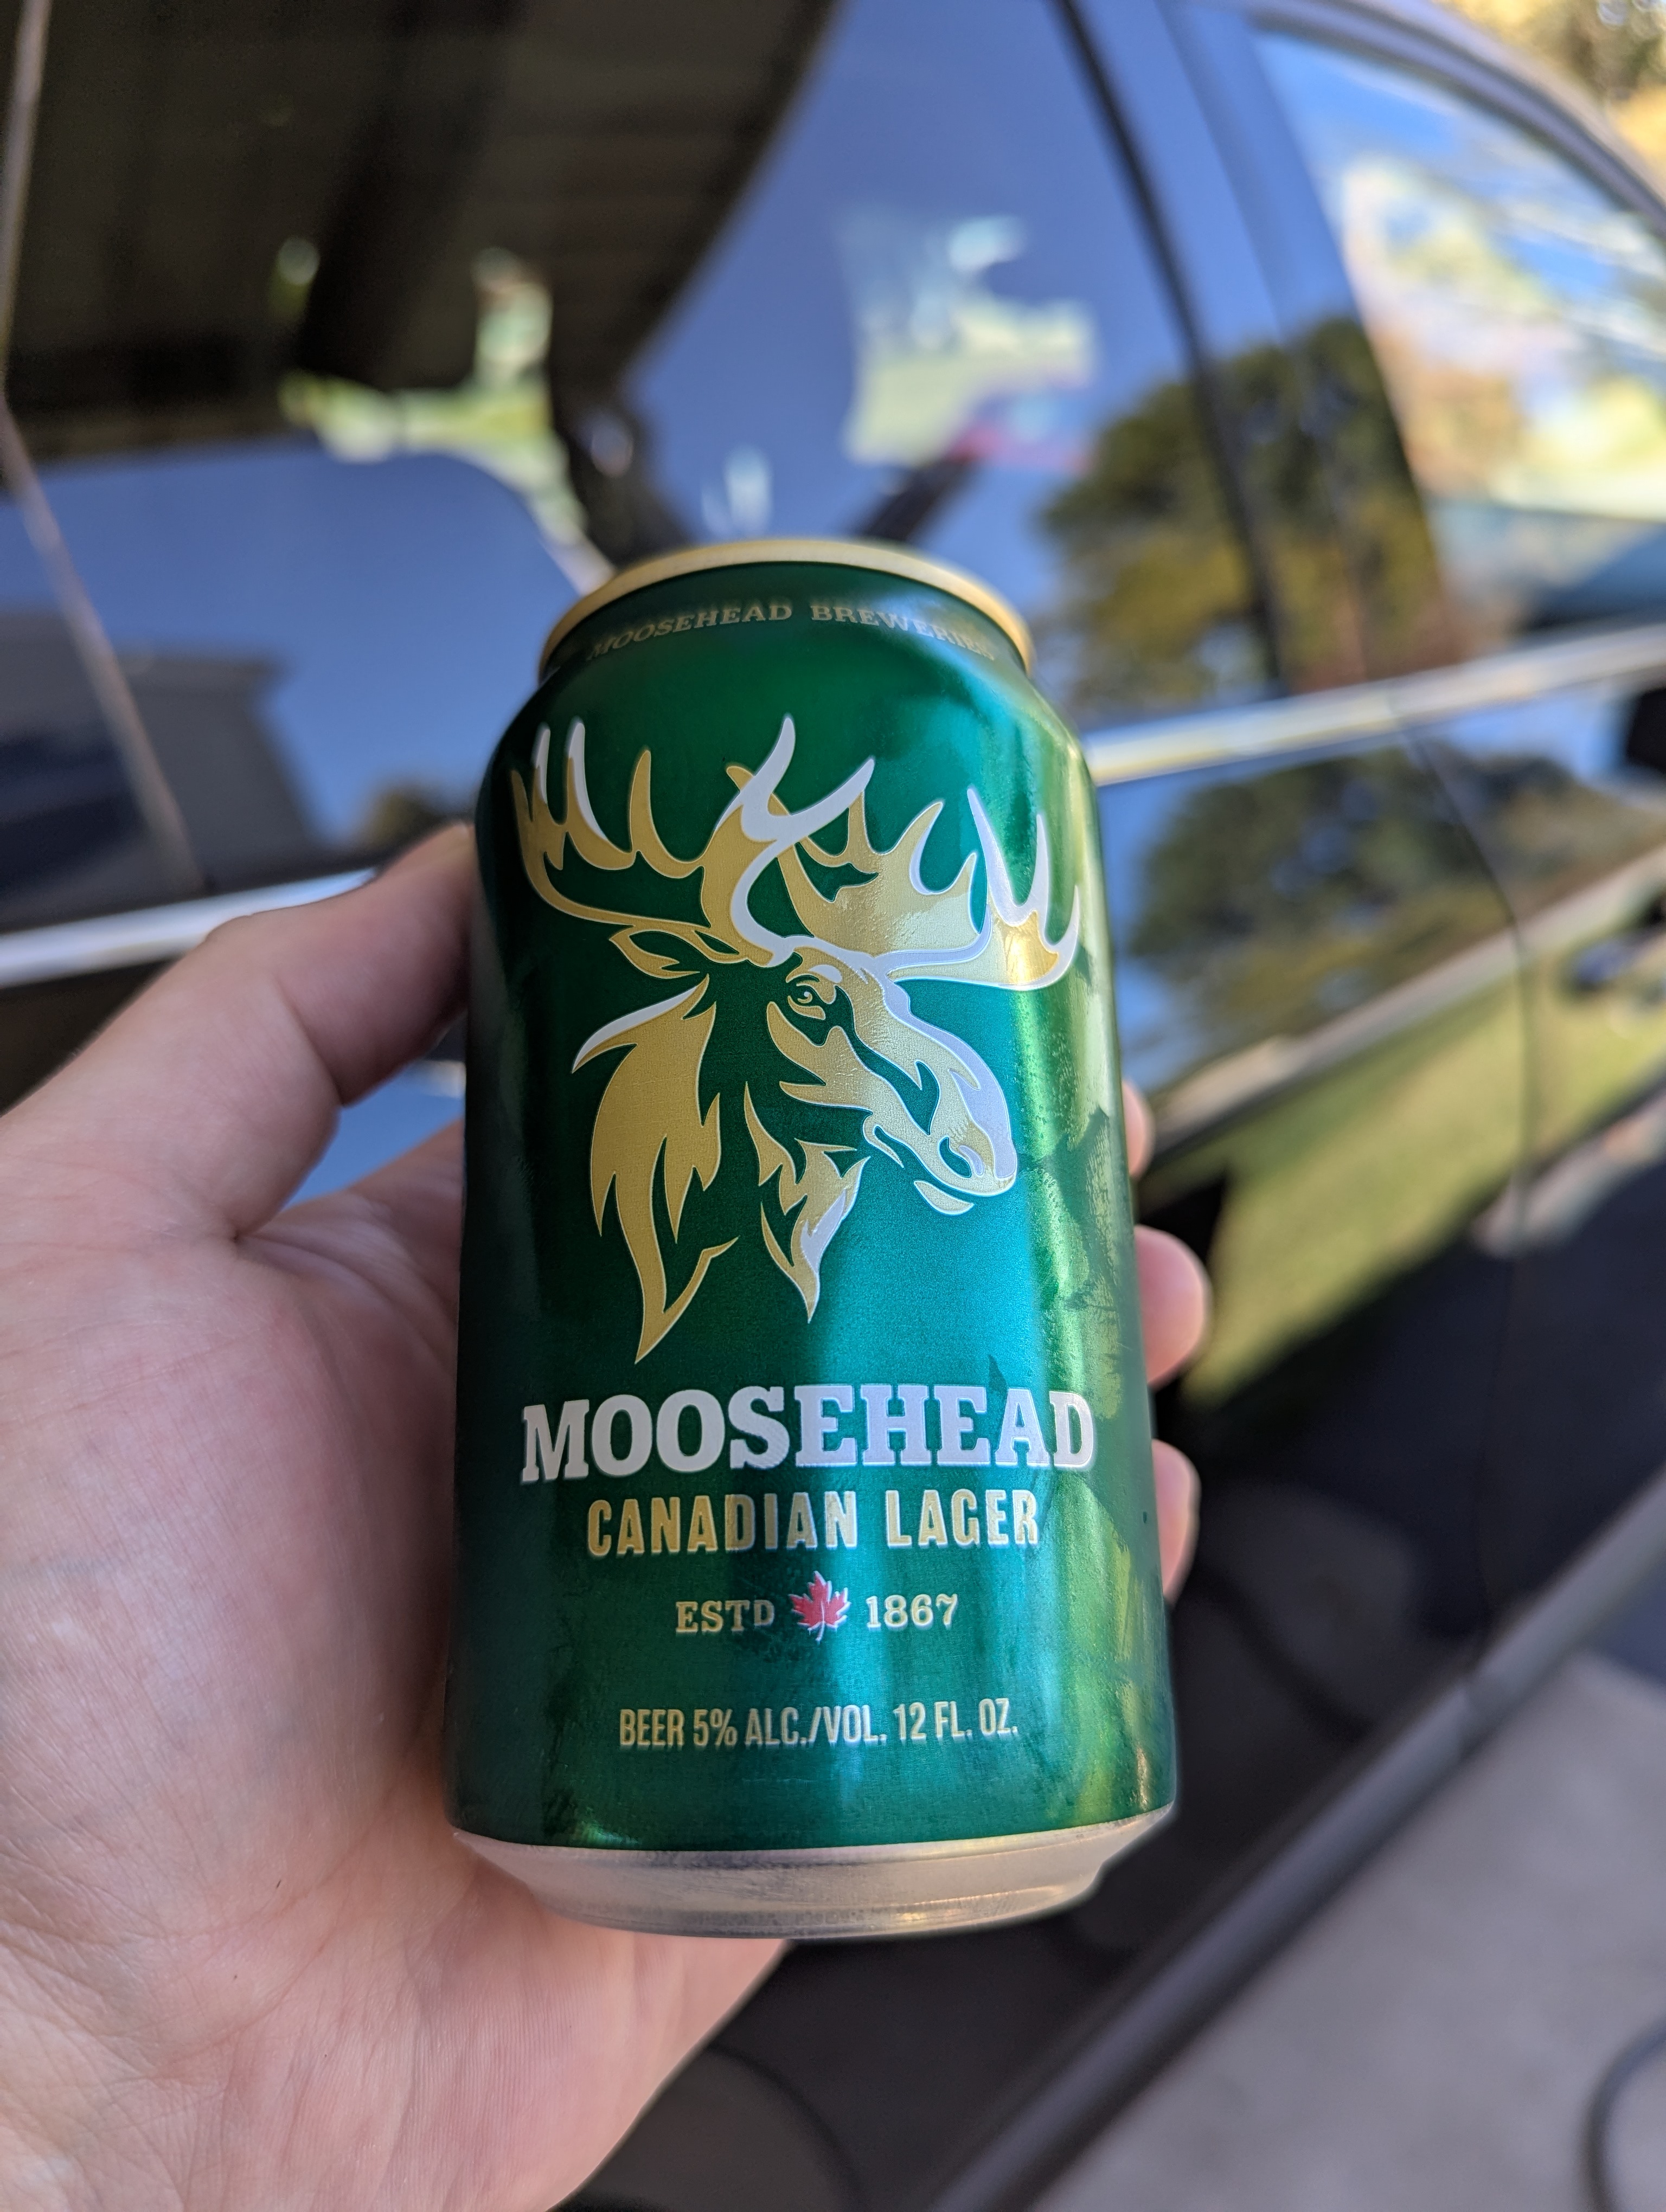 MOOSEHEAD BREWERIES
MOOSEHEAD
CANADIAN LAGER
ESTD 1867
BEER 5% ALC./VOL. 12 FL. OZ.